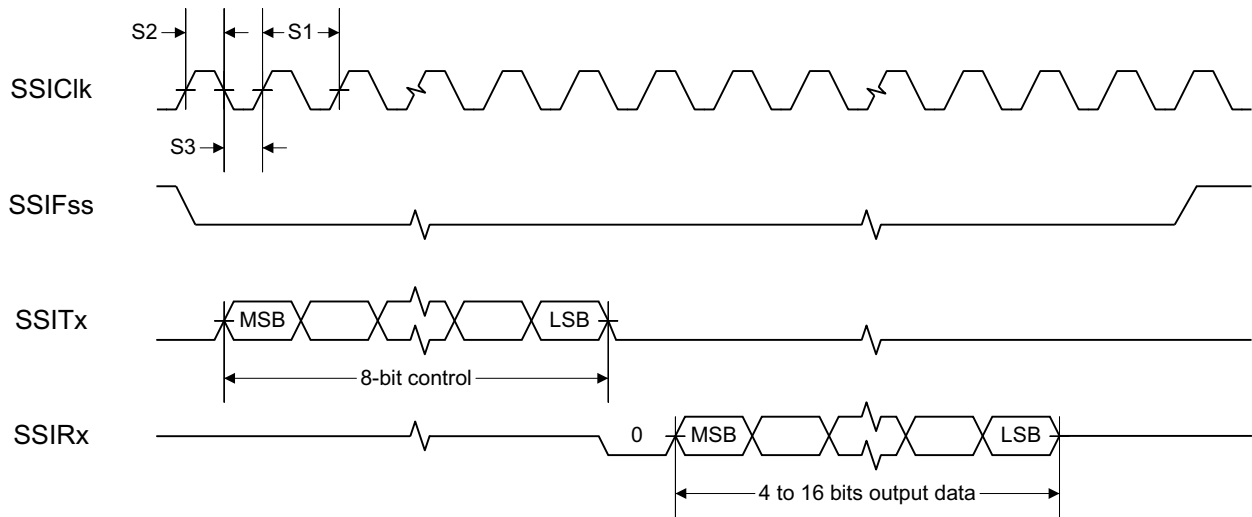 S2
S1
SSIClk
S3
SSIFss
SSITx
MSB
LSB
8-bit control
SSIRx
0
MSB
LSB
4 to 16 bits output data